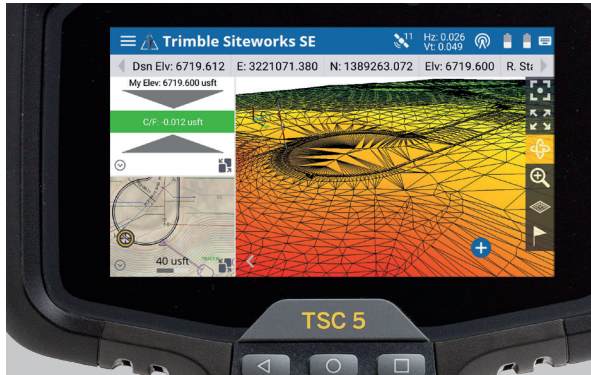 Trimble Siteworks SE
11
Hz: 0.026
Vt: 0.049
Dsn Elv: 6719.612 E: 3221071.380 N: 1389263.072 Elv: 6719.600 R. Sta
My Elev: 6719.600 usft
C/F: -0.012 usft
40 usft
TSC 5